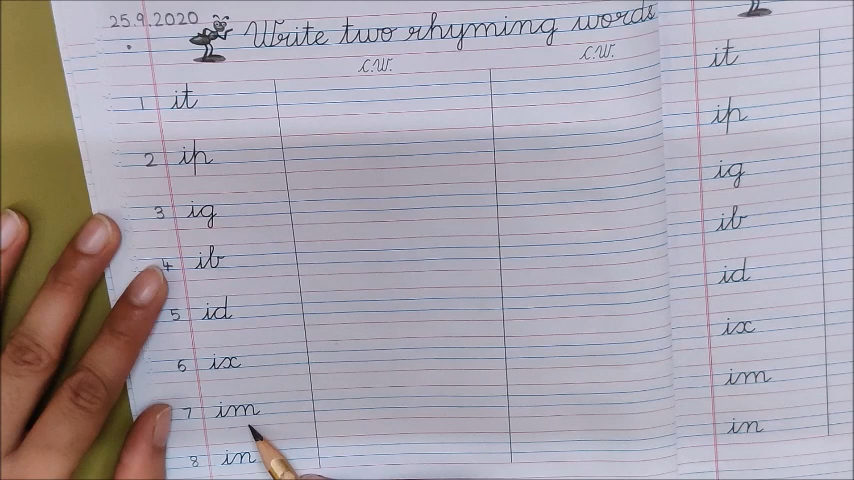 25.9.2020
Write two rhyming words
C.W. C.W.
1 it
2 ip
3 ig
4 ib
5 id
6 ix
7 im
8 in
it
ip
ig
ib
id
ix
im
in